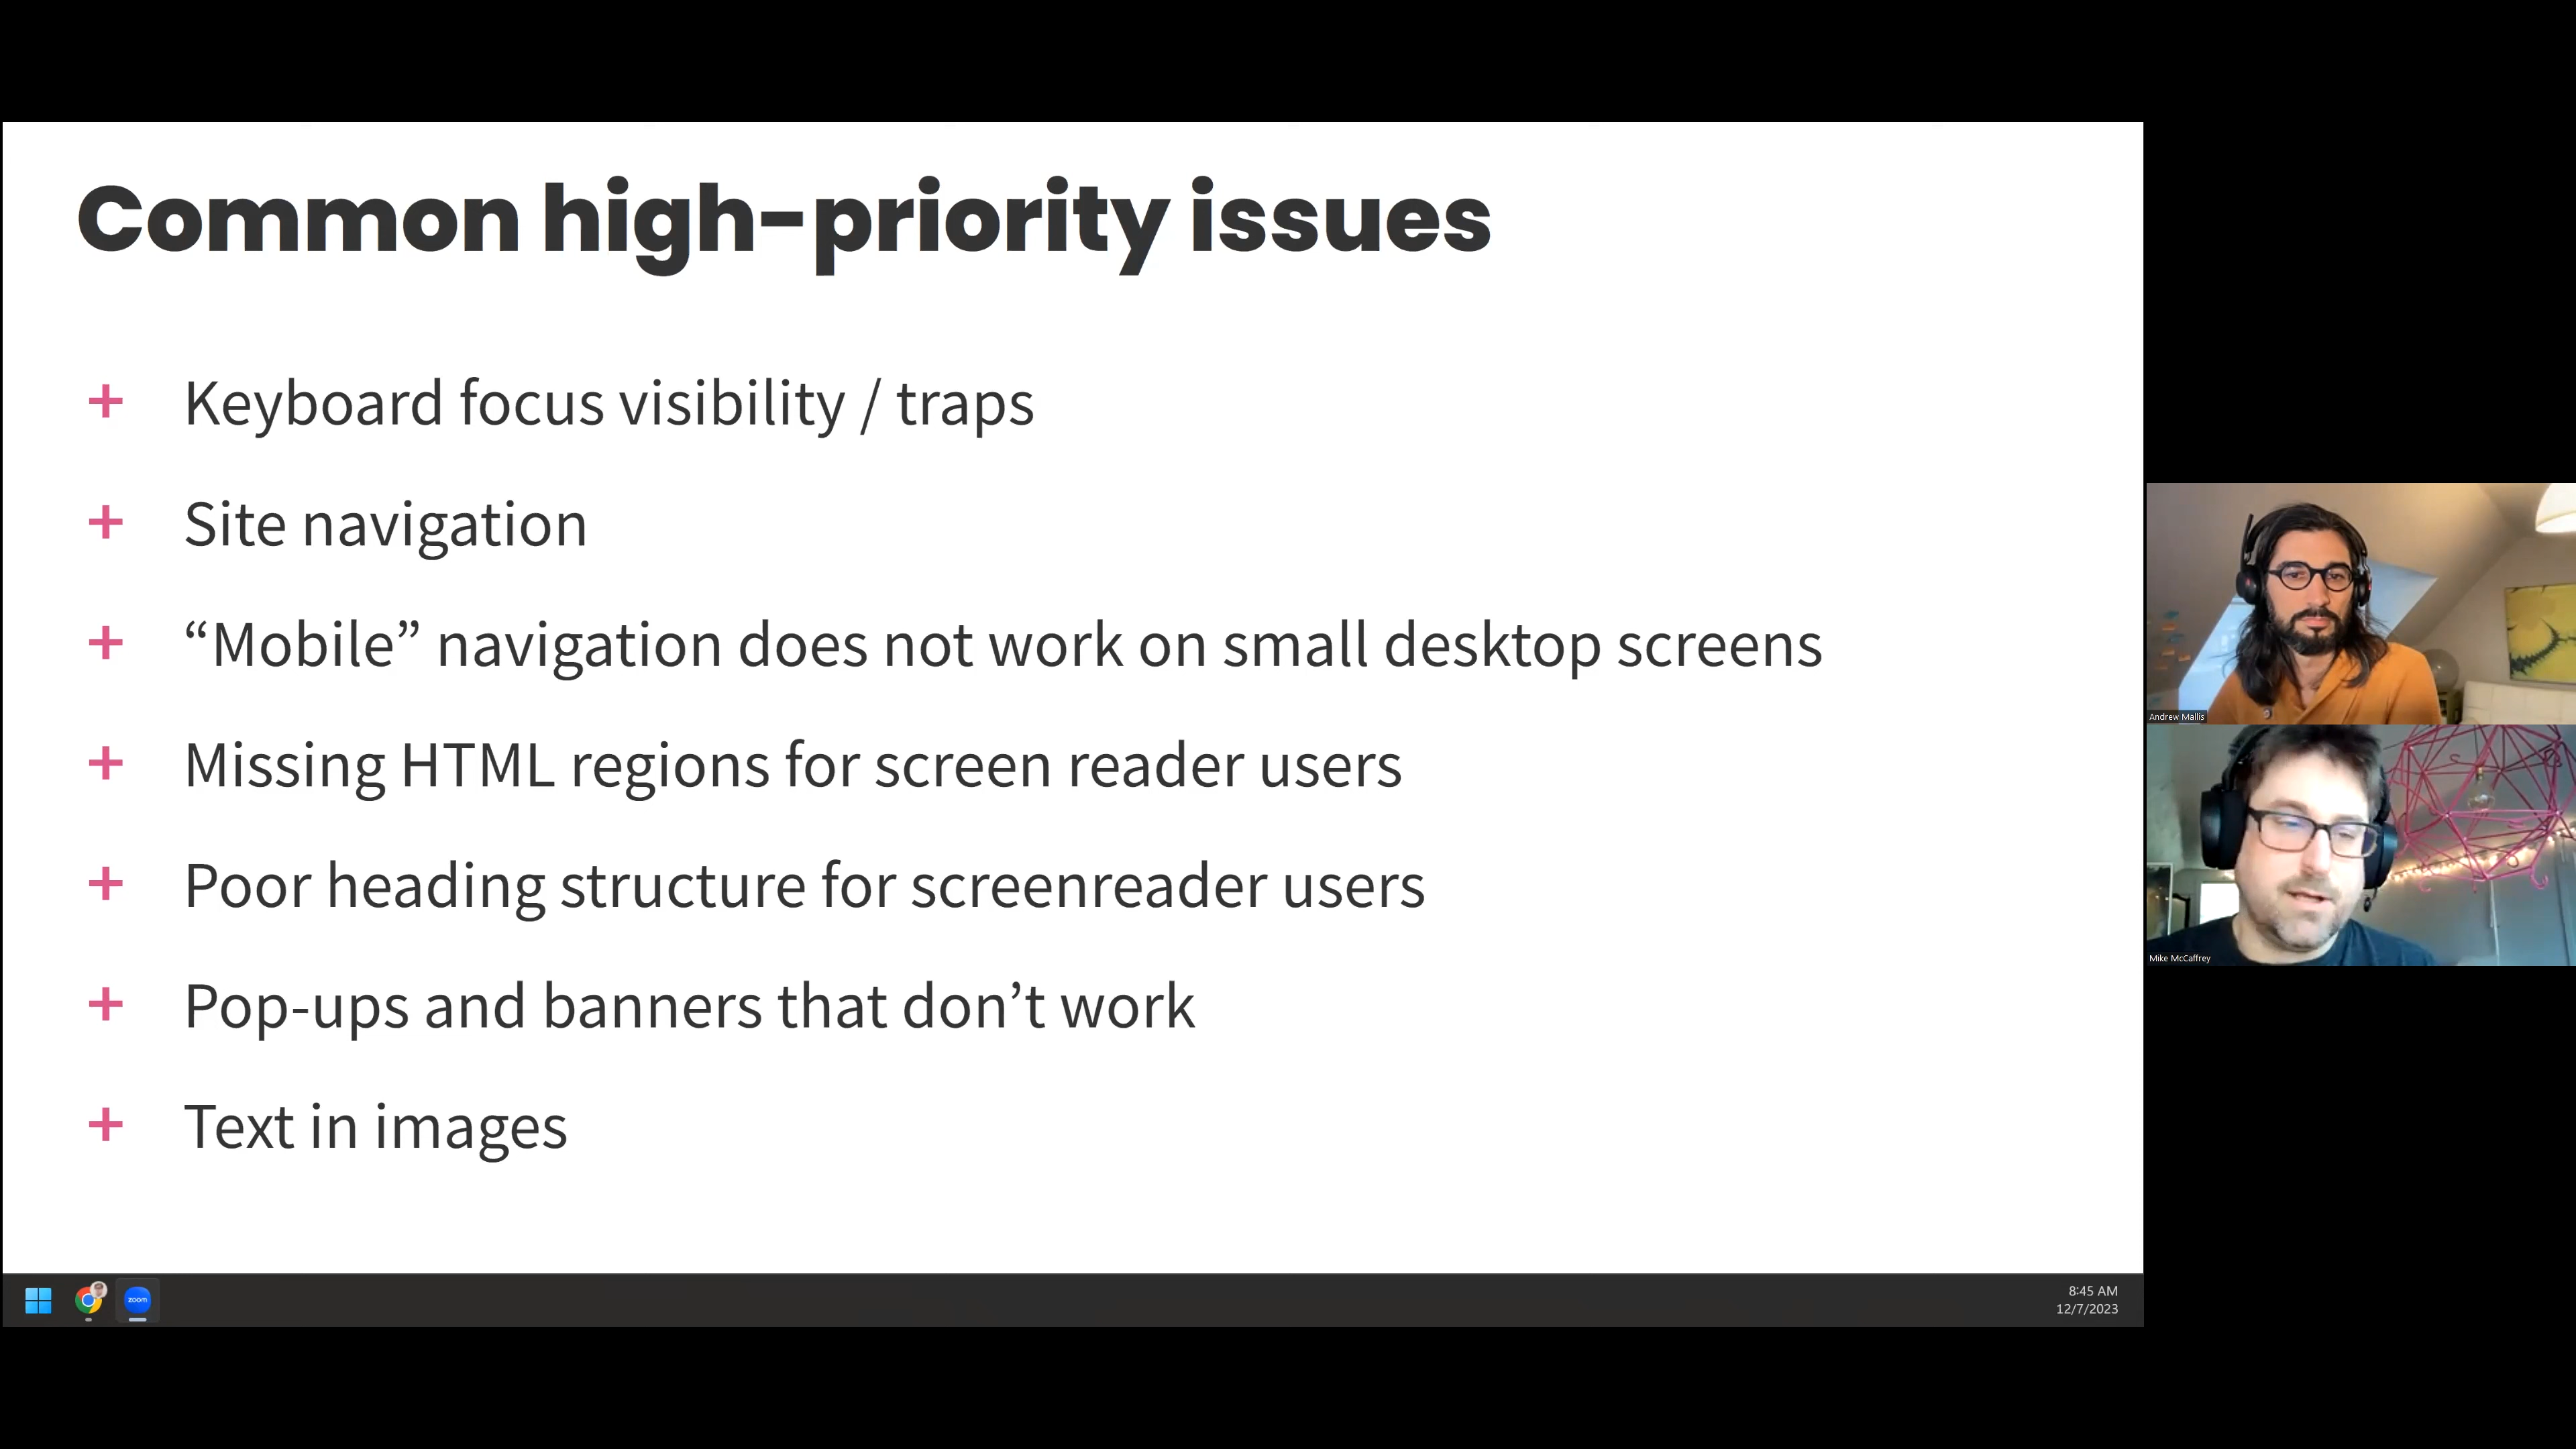 Common high-priority issues
+ Keyboard focus visibility / traps
+ Site navigation
+ “Mobile” navigation does not work on small desktop screens
+ Missing HTML regions for screen reader users
+ Poor heading structure for screenreader users
+ Pop-ups and banners that don’t work
+ Text in images
Andrew Mallis
Mike McCaffrey
zoom
8:45 AM
12/7/2023